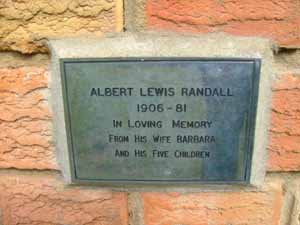 ALBERT LEWIS RANDALL
1906 - 81
IN LOVING MEMORY
FROM HIS WIFE BARBARA
AND HIS FIVE CHILDREN